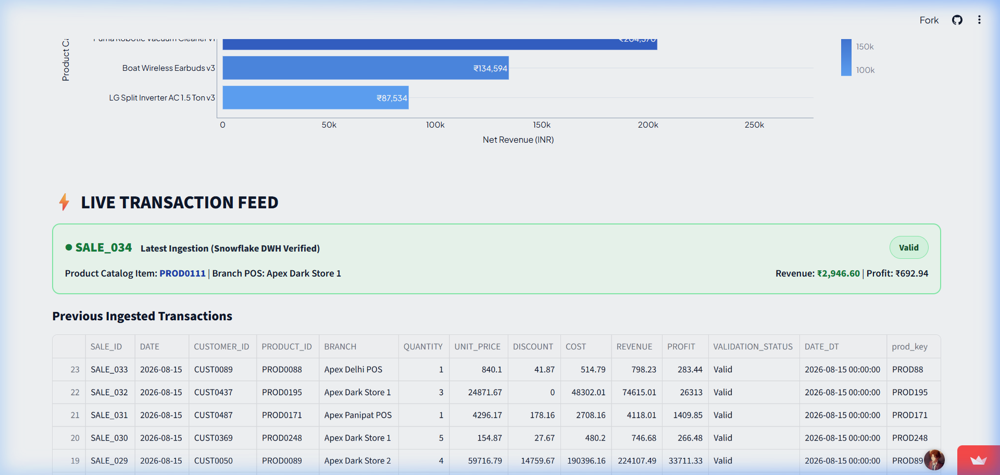 Fork
Product Ca
Puma Robotic Vacuum Cleaner v1
₹204,370
150k
Boat Wireless Earbuds v3
₹134,594
100k
LG Split Inverter AC 1.5 Ton v3
₹87,534
0 50k 100k 150k 200k 250k
Net Revenue (INR)
LIVE TRANSACTION FEED
SALE_034 Latest Ingestion (Snowflake DWH Verified) Valid
Product Catalog Item: PROD0111 | Branch POS: Apex Dark Store 1 Revenue: ₹2,946.60 | Profit: ₹692.94
Previous Ingested Transactions
SALE_ID DATE CUSTOMER_ID PRODUCT_ID BRANCH QUANTITY UNIT_PRICE DISCOUNT COST REVENUE PROFIT VALIDATION_STATUS DATE_DT prod_key
23 SALE_033 2026-08-15 CUST0089 PROD0088 Apex Delhi POS 1 840.1 41.87 514.79 798.23 283.44 Valid 2026-08-15 00:00:00 PROD88
22 SALE_032 2026-08-15 CUST0437 PROD0195 Apex Dark Store 1 3 24871.67 0 48302.01 74615.01 26313 Valid 2026-08-15 00:00:00 PROD195
21 SALE_031 2026-08-15 CUST0487 PROD0171 Apex Panipat POS 1 4296.17 178.16 2708.16 4118.01 1409.85 Valid 2026-08-15 00:00:00 PROD171
20 SALE_030 2026-08-15 CUST0369 PROD0248 Apex Dark Store 1 5 154.87 27.67 480.2 746.68 266.48 Valid 2026-08-15 00:00:00 PROD248
19 SALE_029 2026-08-15 CUST0050 PROD0089 Apex Dark Store 2 4 59716.79 14759.67 190396.16 224107.49 33711.33 Valid 2026-08-15 00:00:00 PROD89